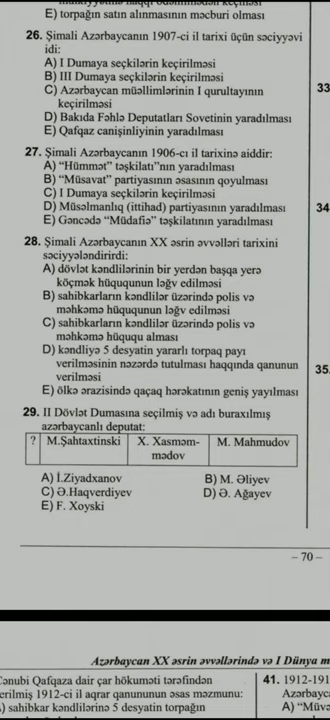 E) torpağın satın alınmasının məcburi olması
26. Şimali Azərbaycanın 1907-ci il tarixi üçün səciyyəvi
idi:
A) I Dumaya seçkilərin keçirilməsi
B) III Dumaya seçkilərin keçirilməsi
C) Azərbaycan müəllimlərinin I qurultayının
keçirilməsi
D) Bakıda Fəhlə Deputatları Sovetinin yaradılması
E) Qafqaz canişinliyinin yaradılması
27. Şimali Azərbaycanın 1906-cı il tarixinə aiddir:
A) "Hümmət" təşkilatı"nın yaradılması
B) "Müsavat" partiyasının əsasının qoyulması
C) I Dumaya seçkilərin keçirilməsi
D) Müsəlmanlıq (ittihad) partiyasının yaradılması
E) Gəncədə "Müdafiə" təşkilatının yaradılması
28. Şimali Azərbaycanın XX əsrin əvvəlləri tarixini
səciyyələndirirdi:
A) dövlət kəndlilərinin bir yerdən başqa yerə
köçmək hüququnun ləğv edilməsi
B) sahibkarların kəndlilər üzərində polis və
məhkəmə hüququnun ləğv edilməsi
C) sahibkarların kəndlilər üzərində polis və
məhkəmə hüququ alması
D) kəndliyə 5 desyatin yararlı torpaq payı
verilməsinin nəzərdə tutulması haqqında qanunun
verilməsi
E) ölkə ərazisində qaçaq hərəkatının geniş yayılması
29. II Dövlət Dumasına seçilmiş və adı buraxılmış
azərbaycanlı deputat:
? M.Şahtaxtinski X. Xasməm-
mədov M. Mahmudov
A) İ.Ziyadxanov B) M. Əliyev
C) Ə.Haqverdiyev D) Ə. Ağayev
E) F. Xoyski
33
34
35.
– 70 –
Azərbaycan XX əsrin əvvəllərində və I Dünya m
Cənubi Qafqaza dair çar hökuməti tərəfindən
erilmiş 1912-ci il aqrar qanununun əsas məzmunu:
) sahibkar kəndlilərinə 5 desyatin torpağın
41. 1912-191
Azərbayca
A) "Müva